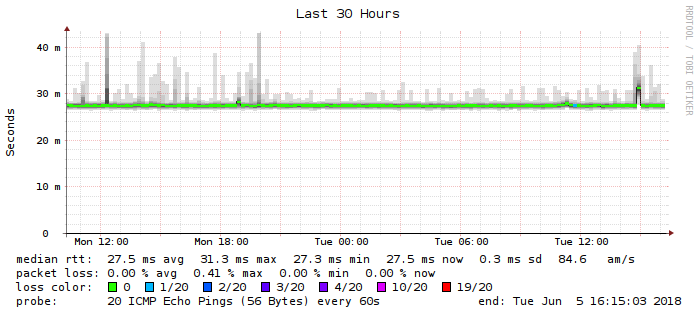 Last 30 Hours
RRDTOOL / TOBI OETIKER
Seconds
40 m
30 m
20 m
10 m
0
Mon 12:00 Mon 18:00 Tue 00:00 Tue 06:00 Tue 12:00
median rtt: 27.5 ms avg 31.3 ms max 27.3 ms min 27.5 ms now 0.3 ms sd 84.6 am/s
packet loss: 0.00 % avg 0.41 % max 0.00 % min 0.00 % now
loss color: 0 1/20 2/20 3/20 4/20 10/20 19/20
probe: 20 ICMP Echo Pings (56 Bytes) every 60s end: Tue Jun 5 16:15:03 2018